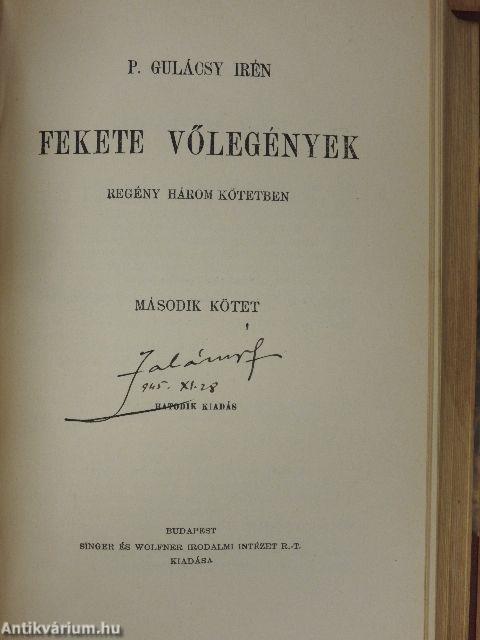 P. GULÁCSY IRÉN
FEKETE VŐLEGÉNYEK
REGÉNY HÁROM KÖTETBEN
MÁSODIK KÖTET
945. XI. 28
HATODIK KIADÁS
BUDAPEST
SINGER ÉS WOLFNER IRODALMI INTÉZET R.-T.
KIADÁSA
Antikvárium.hu